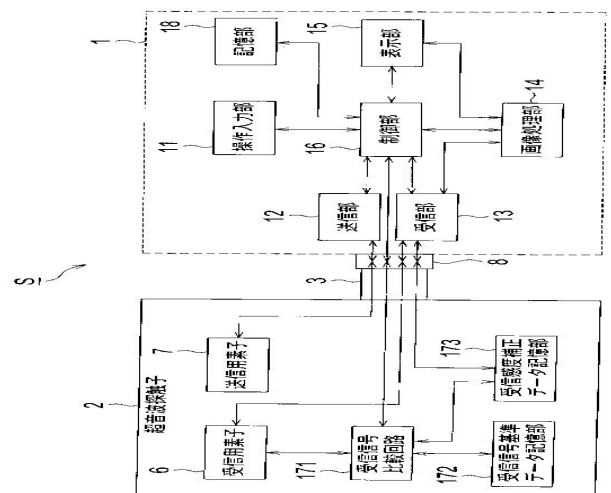 S
1
18
記憶部
15
表示部
11
操作入力部
16
制御部
14
画像処理部
12
送信部
受信部
13
3
8
2
超音波探触子
7
送信用素子
6
受信用素子
171
受信信号
比較回路
173
受信感度補正
データ記憶部
172
受信信号基準
データ記憶部